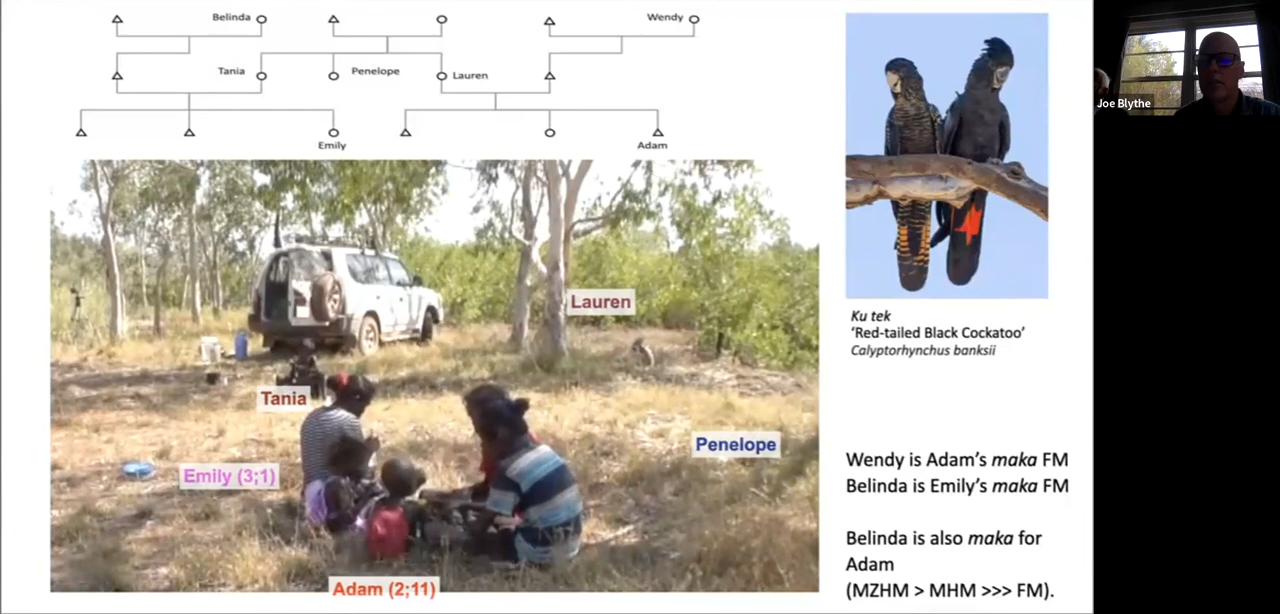 Belinda
Wendy
Tania
Penelope
Lauren
Emily
Adam
Lauren
Tania
Penelope
Emily (3;1)
Adam (2;11)
Ku tek
‘Red-tailed Black Cockatoo’
Calyptorhynchus banksii
Wendy is Adam’s maka FM
Belinda is Emily’s maka FM
Belinda is also maka for
Adam
(MZHM > MHM >>> FM).
Joe Blythe